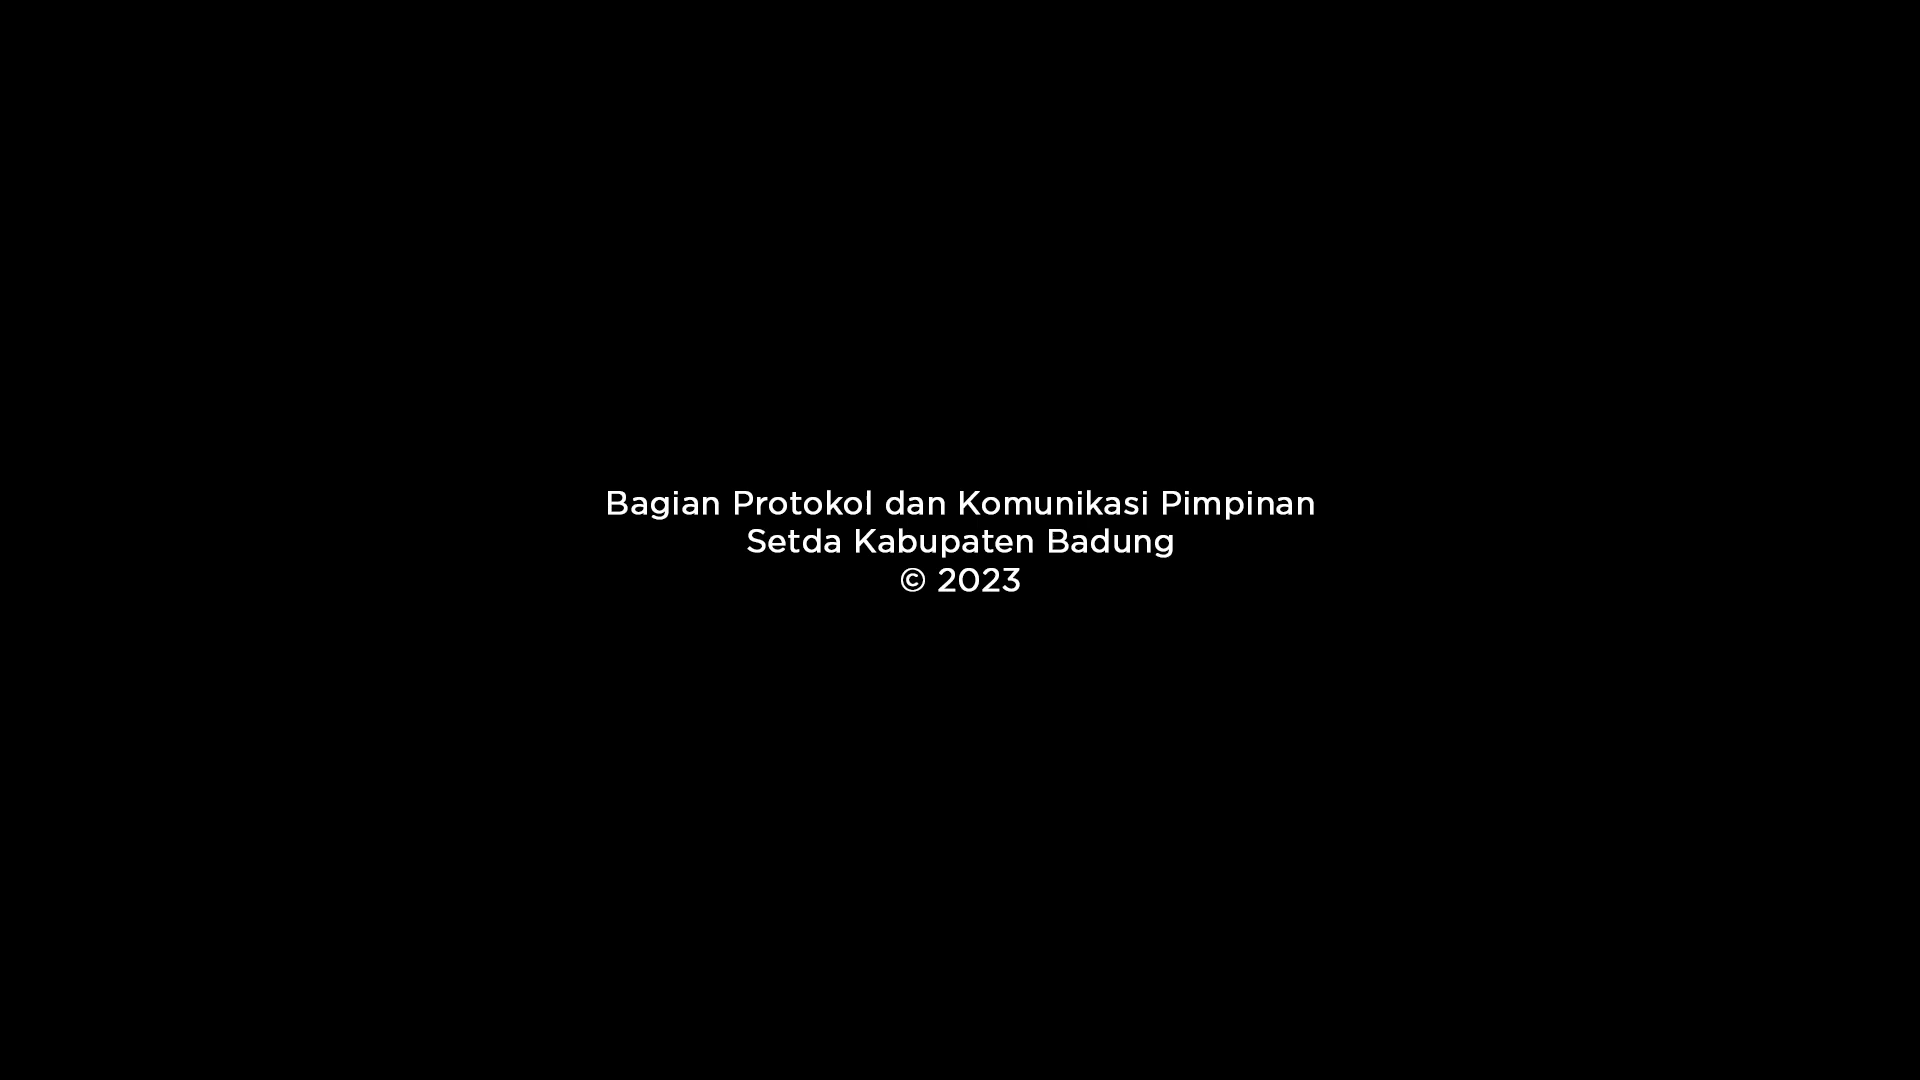 Bagian Protokol dan Komunikasi Pimpinan
Setda Kabupaten Badung
© 2023